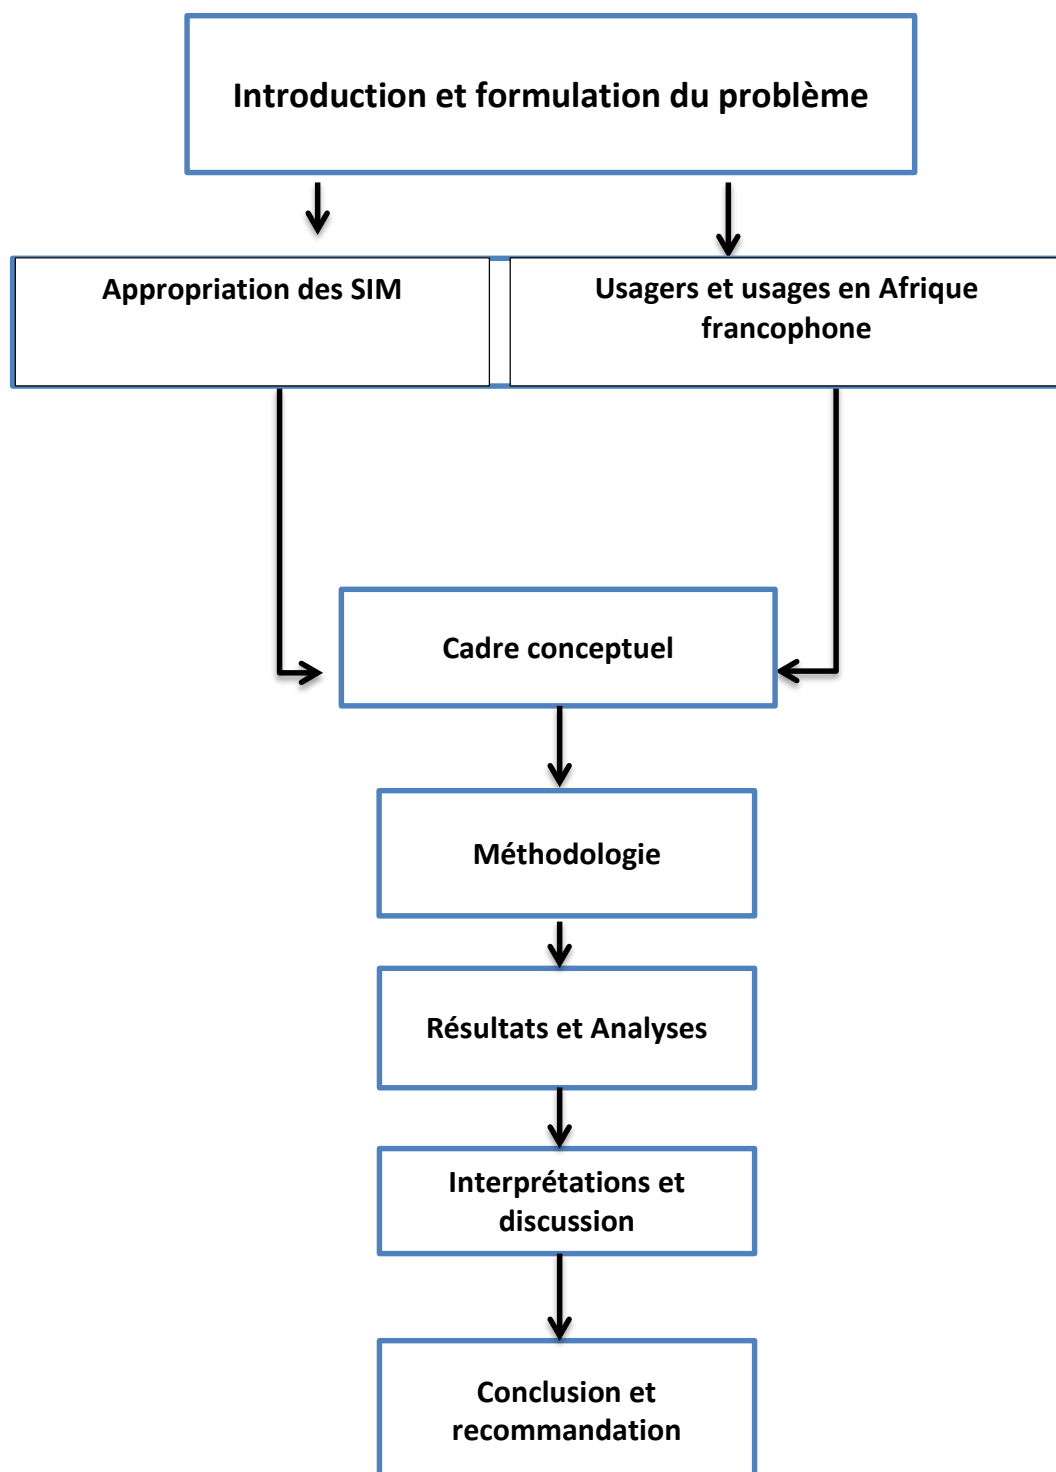 Introduction et formulation du problème
Appropriation des SIM
Usagers et usages en Afrique
francophone
Cadre conceptuel
Méthodologie
Résultats et Analyses
Interprétations et
discussion
Conclusion et
recommandation